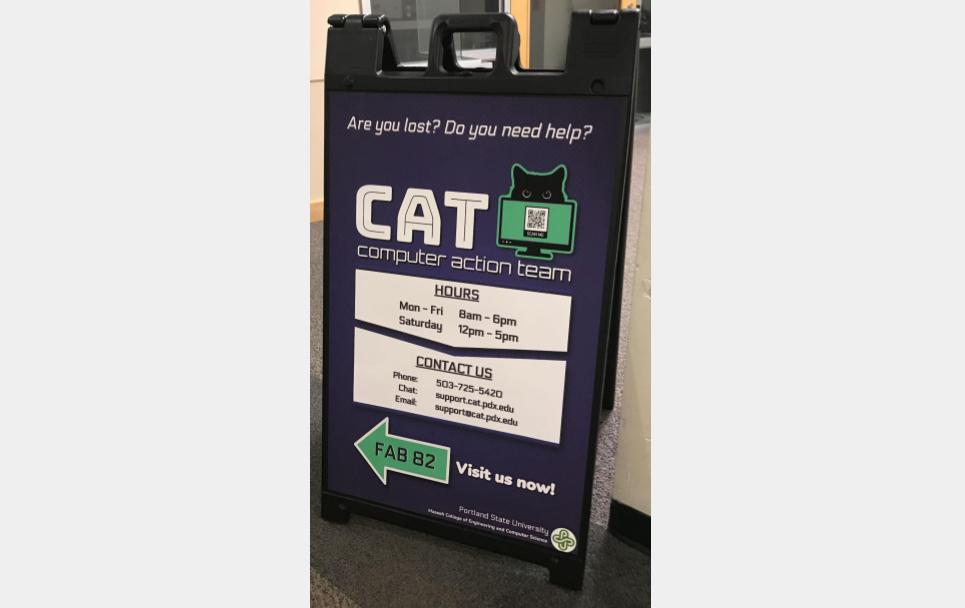 Are you lost? Do you need help?
CAT
SCAN ME
computer action team
HOURS
Mon - Fri 8am - 6pm
Saturday 12pm - 5pm
CONTACT US
Phone: 503-725-5420
Chat: support.cat.pdx.edu
Email: support@cat.pdx.edu
FAB 82 Visit us now!
Portland State University
Maseeh College of Engineering and Computer Science